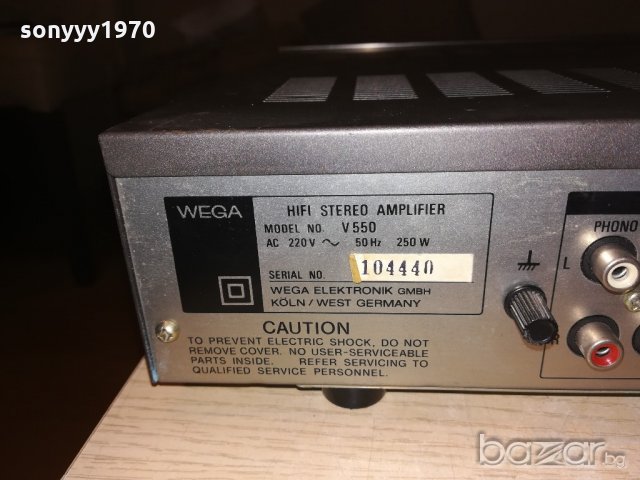 sonyyy1970
WEGA
HIFI STEREO AMPLIFIER
MODEL NO. V550
AC 220V ~ 50Hz 250W
SERIAL NO. 104440
WEGA ELEKTRONIK GMBH
KÖLN / WEST GERMANY
CAUTION
TO PREVENT ELECTRIC SHOCK, DO NOT
REMOVE COVER. NO USER-SERVICEABLE
PARTS INSIDE. REFER SERVICING TO
QUALIFIED SERVICE PERSONNEL.
PHONO
L
R
bazar.bg